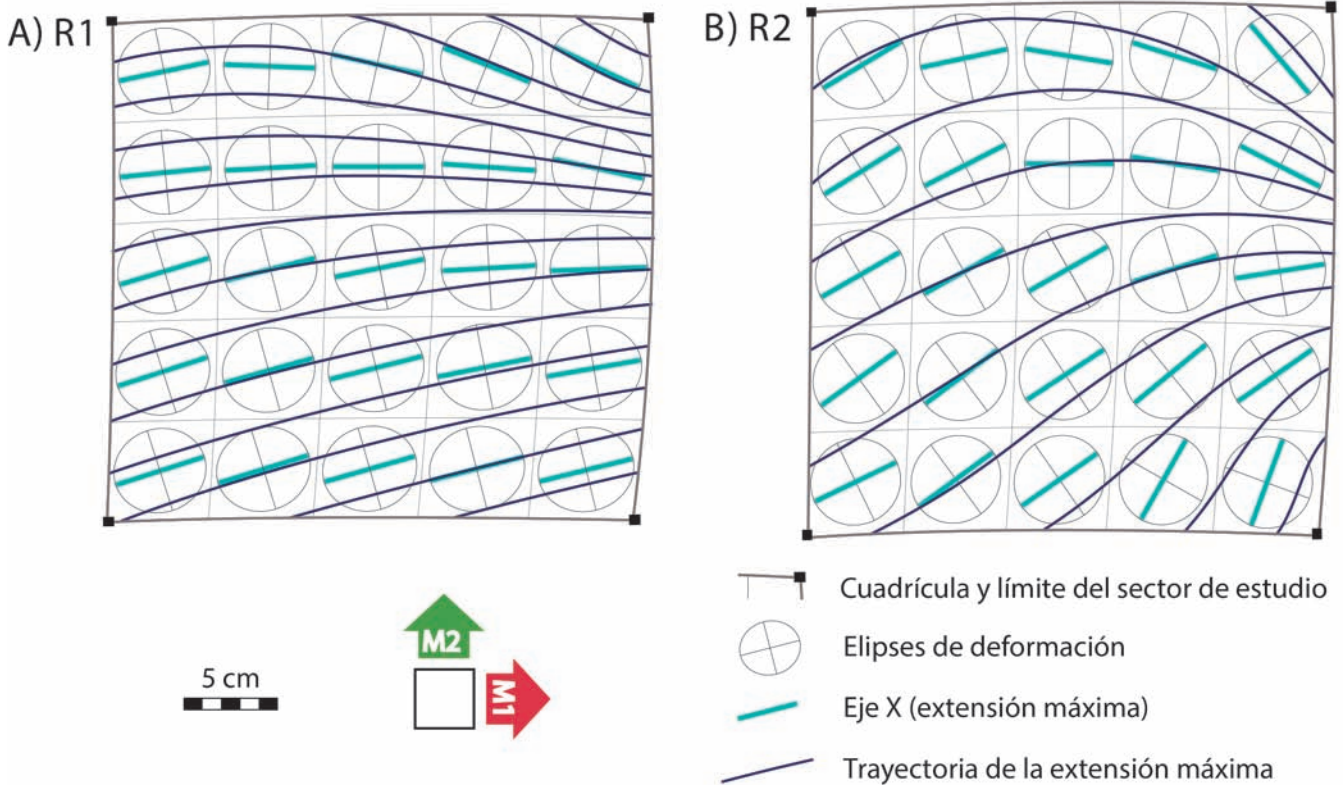 A) R1
B) R2
Cuadrícula y límite del sector de estudio
Elipses de deformación
Eje X (extensión máxima)
Trayectoria de la extensión máxima
5 cm
M2
M1